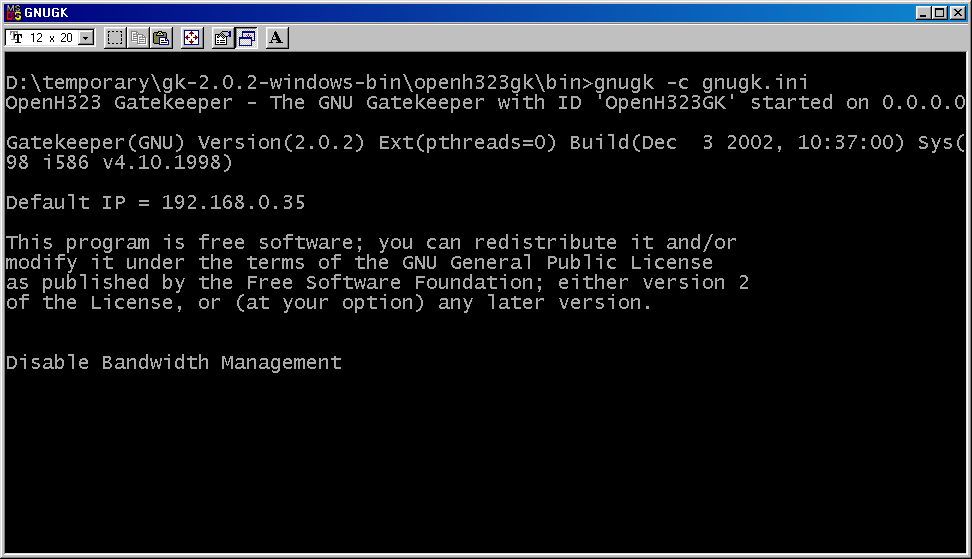 GNUGK
12 x 20
A
D:\temporary\gk-2.0.2-windows-bin\openh323gk\bin>gnugk -c gnugk.ini
OpenH323 Gatekeeper - The GNU Gatekeeper with ID 'OpenH323GK' started on 0.0.0.0
Gatekeeper(GNU) Version(2.0.2) Ext(pthreads=0) Build(Dec  3 2002, 10:37:00) Sys(
98 i586 v4.10.1998)
Default IP = 192.168.0.35
This program is free software; you can redistribute it and/or
modify it under the terms of the GNU General Public License
as published by the Free Software Foundation; either version 2
of the License, or (at your option) any later version.
Disable Bandwidth Management